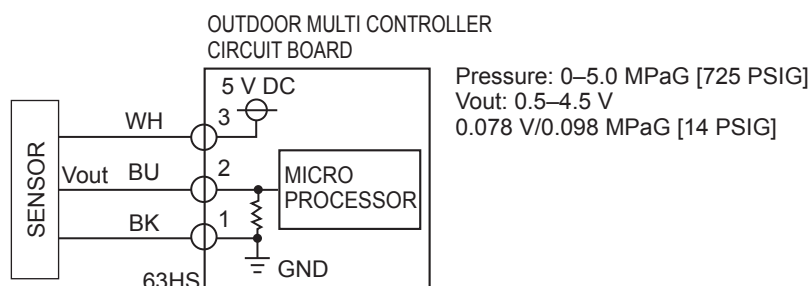 OUTDOOR MULTI CONTROLLER
CIRCUIT BOARD
Pressure: 0–5.0 MPaG [725 PSIG]
Vout: 0.5–4.5 V
0.078 V/0.098 MPaG [14 PSIG]
5 V DC
SENSOR
WH
3
Vout
BU
2
MICRO
PROCESSOR
BK
1
GND
63HS